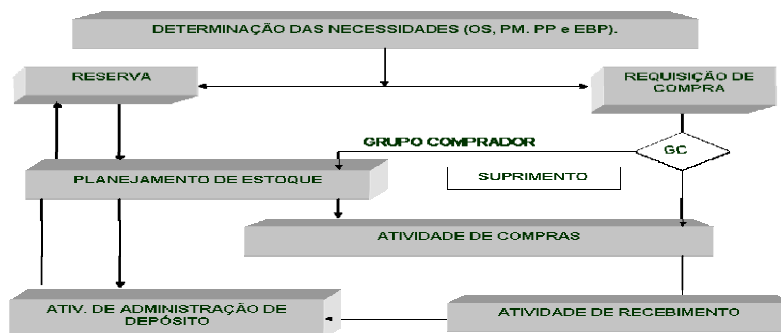 DETERMINAÇÃO DAS NECESSIDADES (OS, PM. PP e EBP).
RESERVA
REQUISIÇÃO DE
COMPRA
GRUPO COMPRADOR
GC
PLANEJAMENTO DE ESTOQUE
SUPRIMENTO
ATIVIDADE DE COMPRAS
ATIV. DE ADMINISTRAÇÃO DE
DEPÓSITO
ATIVIDADE DE RECEBIMENTO